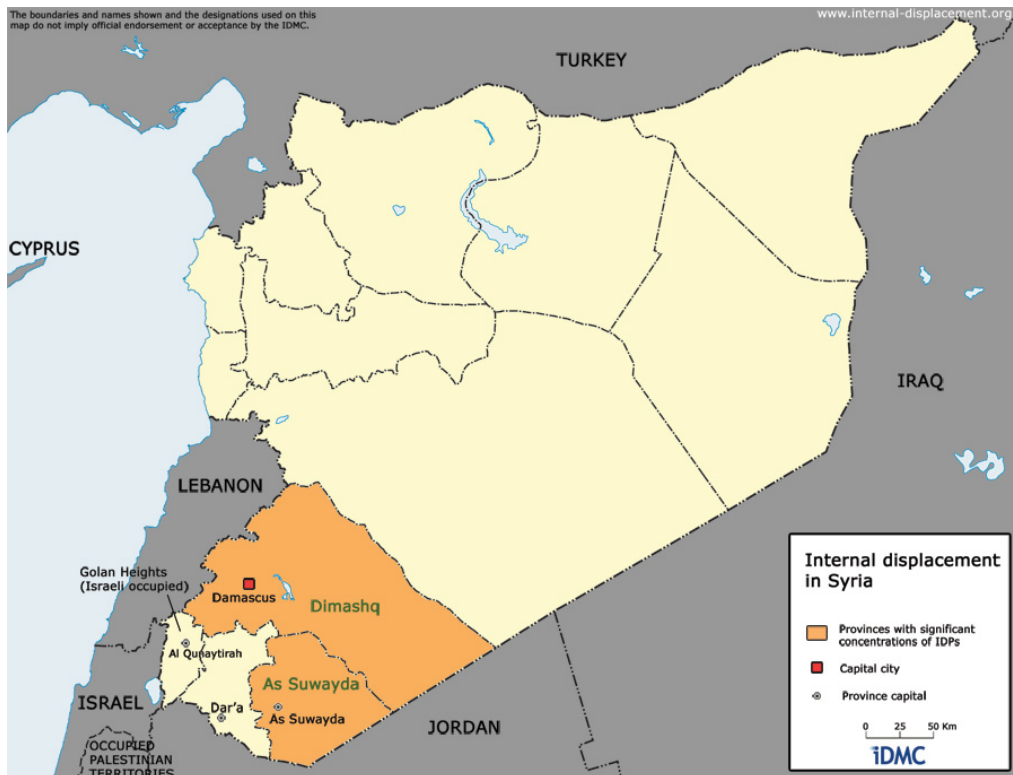 The boundaries and names shown and the designations used on this
map do not imply official endorsement or acceptance by the IDMC.
www.internal-displacement.org
TURKEY
CYPRUS
IRAQ
LEBANON
Golan Heights
(Israeli occupied)
Damascus
Dimashq
Al Qunaytirah
As Suwayda
ISRAEL
Dar'a
As Suwayda
JORDAN
OCCUPIED
PALESTINIAN
TERRITORIES
Internal displacement
in Syria
Provinces with significant
concentrations of IDPs
Capital city
Province capital
0 25 50 Km
iDMC